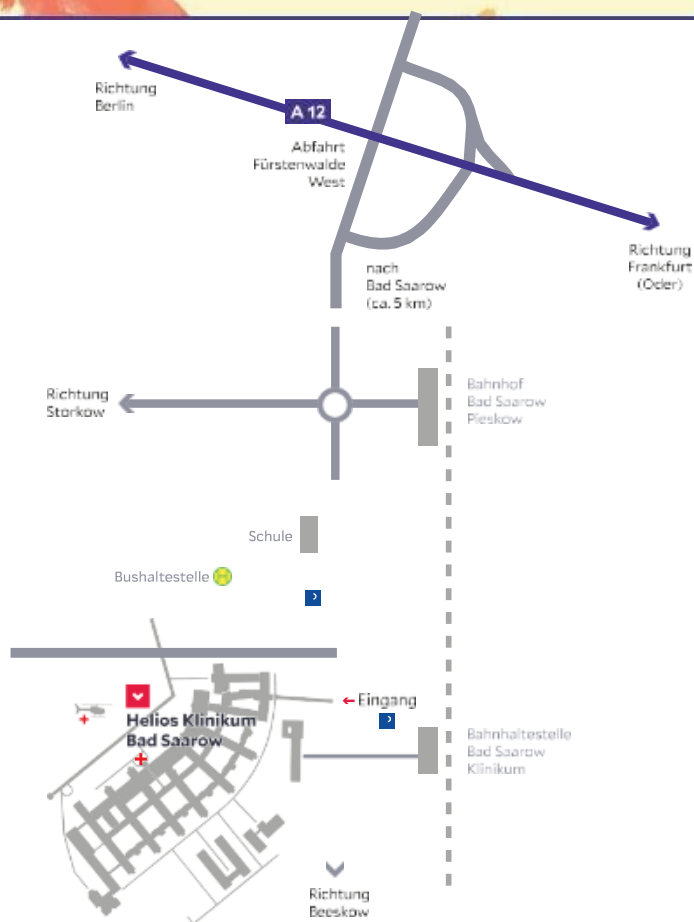 Richtung
Berlin
A 12
Abfahrt
Fürstenwalde
West
Richtung
Frankfurt
(Oder)
nach
Bad Saarow
(ca. 5 km)
Richtung
Storkow
Bahnhof
Bad Saarow
Pieskow
Schule
Bushaltestelle H
Eingang
Helios Klinikum
Bad Saarow
Bahnhaltestelle
Bad Saarow
Klinikum
Richtung
Beeskow